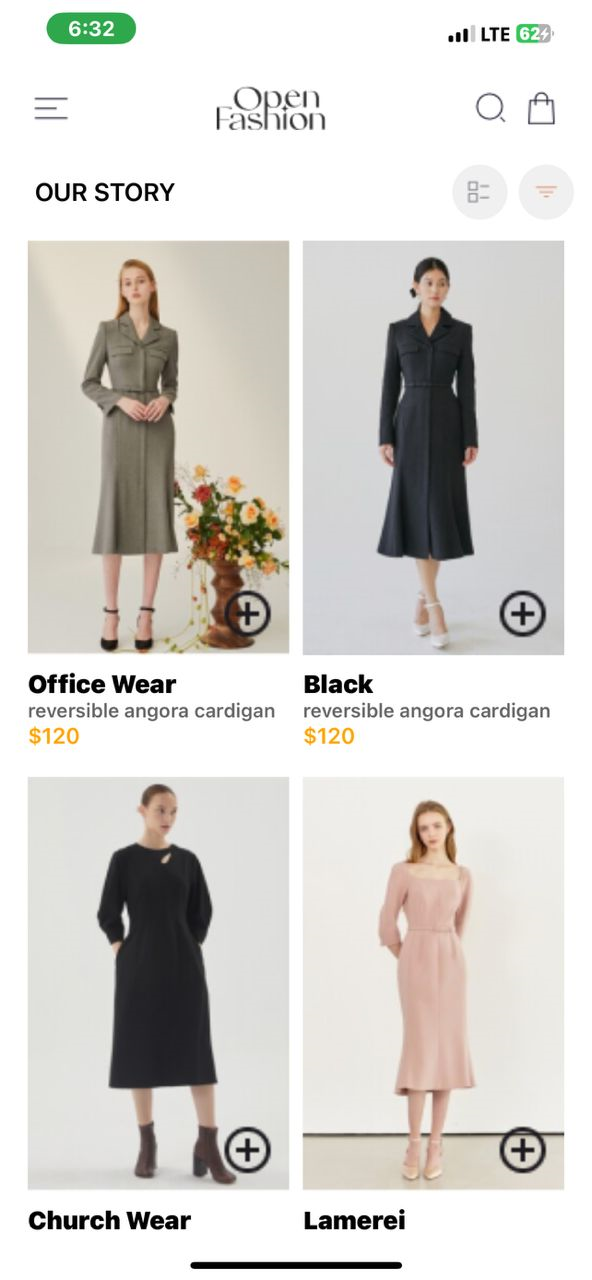 6:32
LTE 62
Open
Fashion
OUR STORY
Office Wear
reversible angora cardigan
$120
Black
reversible angora cardigan
$120
Church Wear
Lamerei